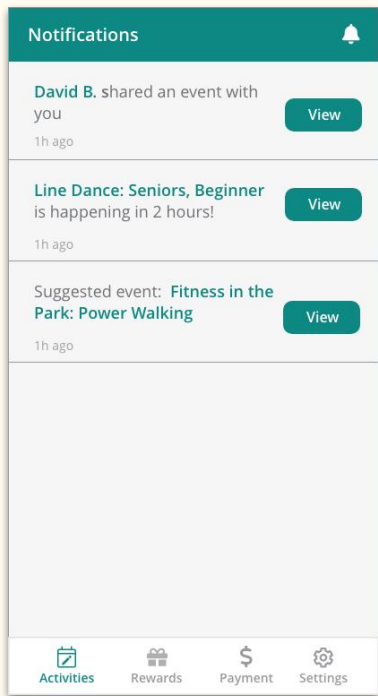 Notifications
David B. shared an event with
you
View
1h ago
Line Dance: Seniors, Beginner
is happening in 2 hours!
View
1h ago
Suggested event: Fitness in the
Park: Power Walking
View
1h ago
Activities Rewards Payment Settings